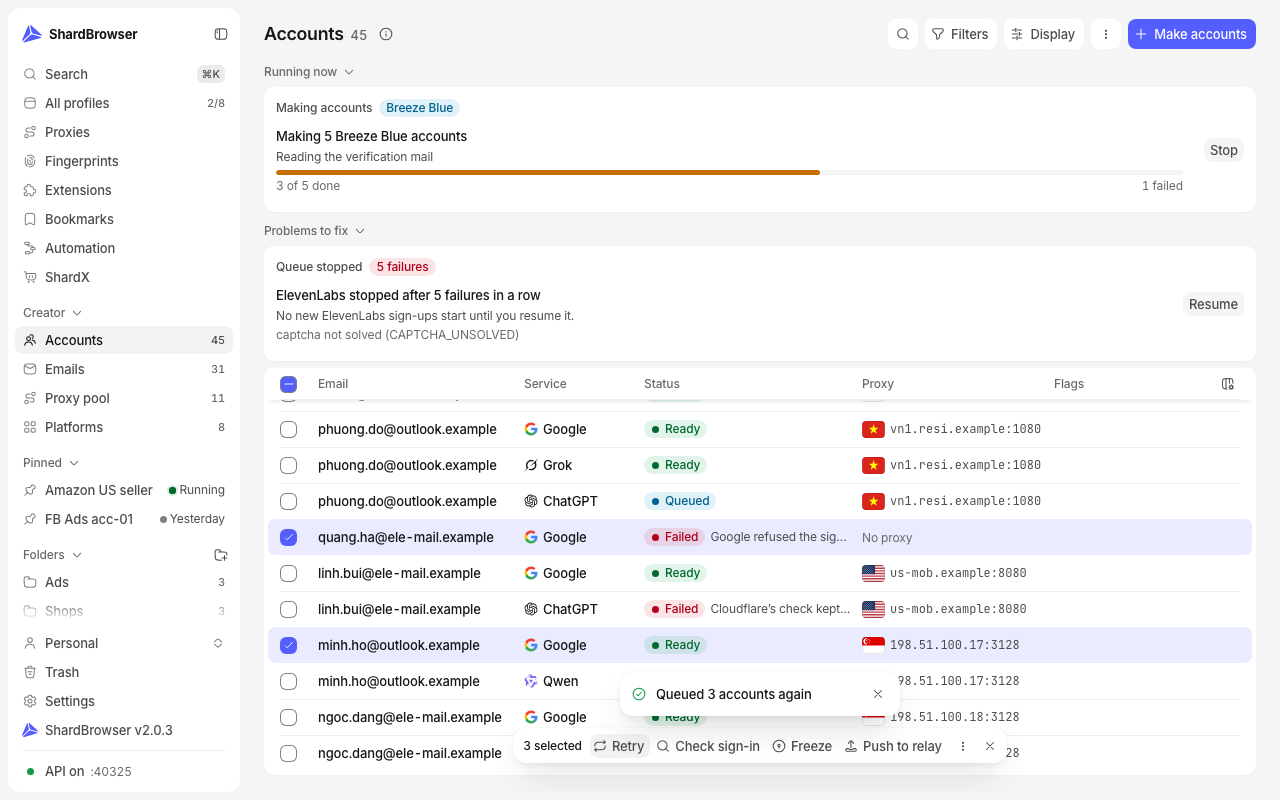 ShardBrowser
Search ⌘K
All profiles 2/8
Proxies
Fingerprints
Extensions
Bookmarks
Automation
ShardX
Creator
Accounts 45
Emails 31
Proxy pool 11
Platforms 8
Pinned
Amazon US seller Running
FB Ads acc-01 Yesterday
Folders
Ads 3
Shops 3
Personal
Trash
Settings
ShardBrowser v2.0.3
API on :40325
Accounts 45
Filters
Display
Make accounts
Running now
Making accounts Breeze Blue
Making 5 Breeze Blue accounts
Reading the verification mail
Stop
3 of 5 done 1 failed
Problems to fix
Queue stopped 5 failures
ElevenLabs stopped after 5 failures in a row
No new ElevenLabs sign-ups start until you resume it.
captcha not solved (CAPTCHA_UNSOLVED)
Resume
Email Service Status Proxy Flags
phuong.do@outlook.example Google Ready vn1.resi.example:1080
phuong.do@outlook.example Grok Ready vn1.resi.example:1080
phuong.do@outlook.example ChatGPT Queued vn1.resi.example:1080
quang.ha@ele-mail.example Google Failed Google refused the sig… No proxy
linh.bui@ele-mail.example Google Ready us-mob.example:8080
linh.bui@ele-mail.example ChatGPT Failed Cloudflare's check kept… us-mob.example:8080
minh.ho@outlook.example Google Ready 198.51.100.17:3128
minh.ho@outlook.example Qwen 98.51.100.17:3128
Queued 3 accounts again
ngoc.dang@ele-mail.example Google Ready 198.51.100.18:3128
ngoc.dang@ele-mail.example 28
3 selected Retry Check sign-in Freeze Push to relay